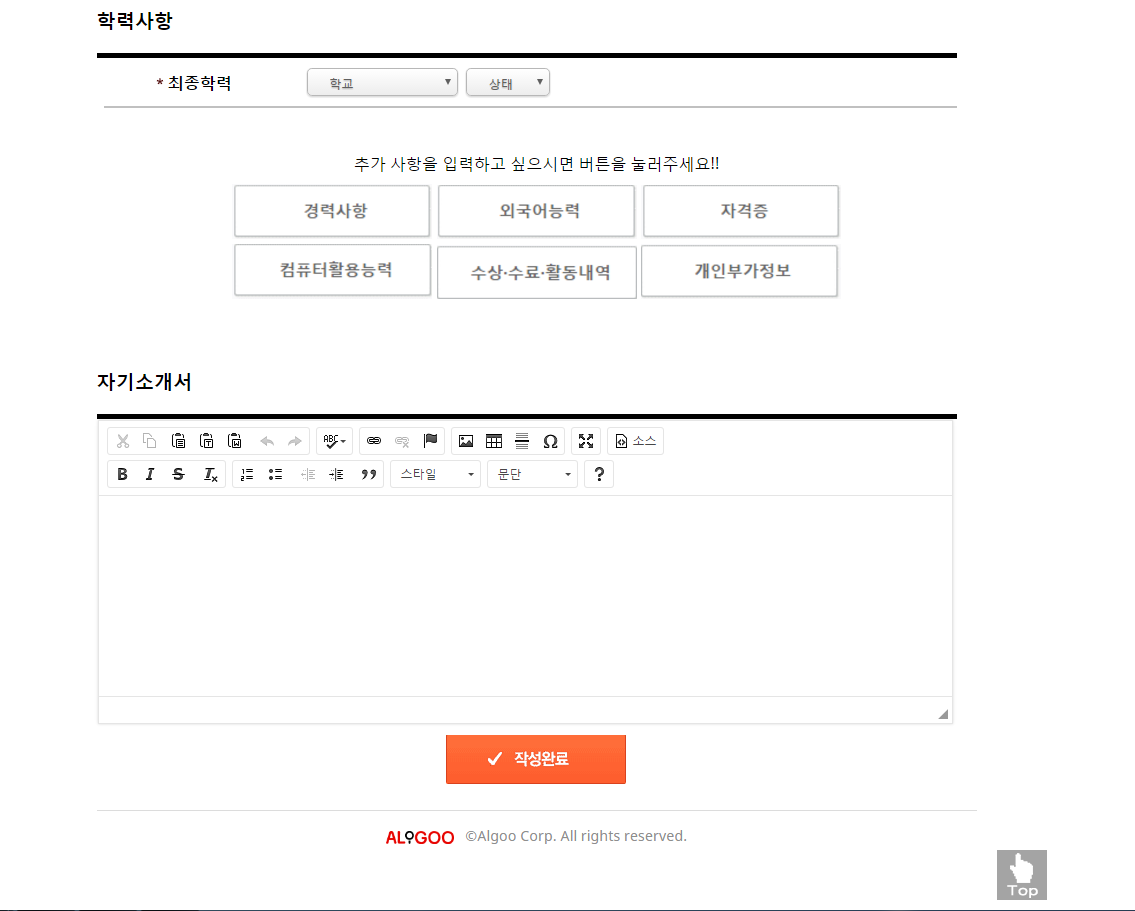 학력사항
* 최종학력 학교 상태
추가 사항을 입력하고 싶으시면 버튼을 눌러주세요!!
경력사항 외국어능력 자격증
컴퓨터활용능력 수상·수료·활동내역 개인부가정보
자기소개서
ABC Ω 소스
B I S Ix 스타일 문단 ?
작성완료
ALGOO ©Algoo Corp. All rights reserved.
Top